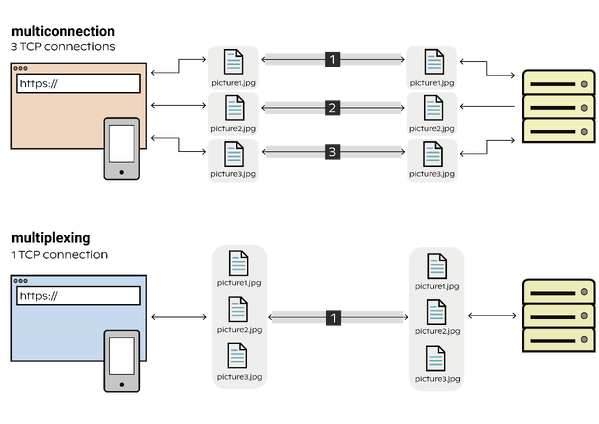 multiconnection
3 TCP connections
https://
picture1.jpg
1
picture1.jpg
picture2.jpg
2
picture2.jpg
picture3.jpg
3
picture3.jpg
multiplexing
1 TCP connection
https://
picture1.jpg
picture1.jpg
picture2.jpg
1
picture2.jpg
picture3.jpg
picture3.jpg